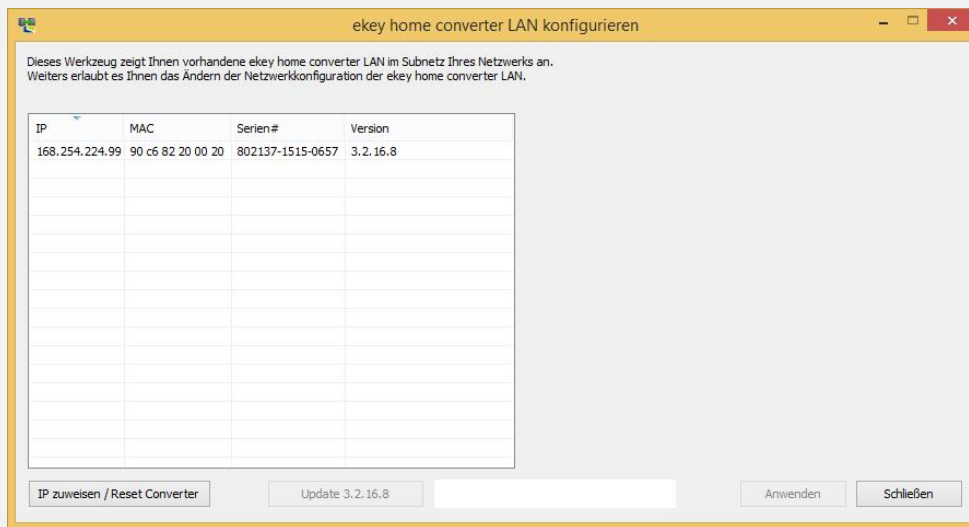 ekey home converter LAN konfigurieren
Dieses Werkzeug zeigt Ihnen vorhandene ekey home converter LAN im Subnetz Ihres Netzwerks an.
Weiters erlaubt es Ihnen das Ändern der Netzwerkkonfiguration der ekey home converter LAN.
IP MAC Serien# Version
168.254.224.99 90 c6 82 20 00 20 802137-1515-0657 3.2.16.8
IP zuweisen / Reset Converter Update 3.2.16.8 Anwenden Schließen